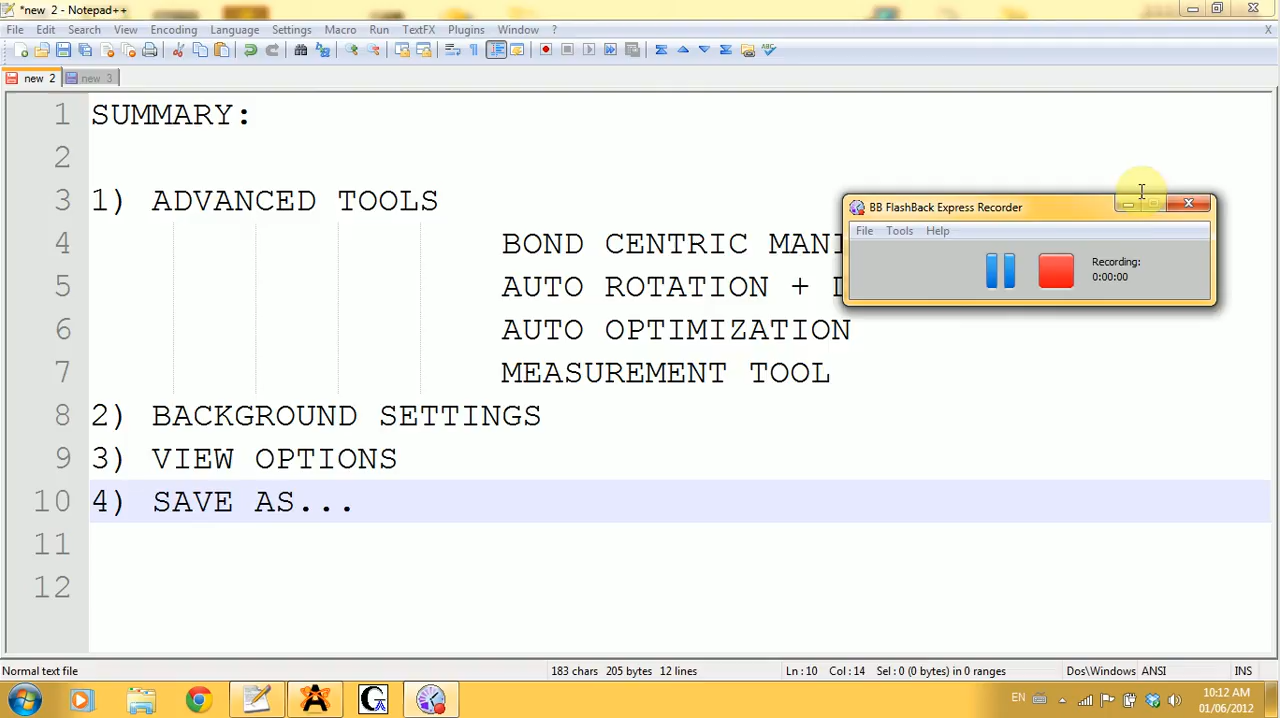 *new 2 - Notepad++
File Edit Search View Encoding Language Settings Macro Run TextFX Plugins Window ? X
new 2 new 3
1 SUMMARY:
2
3 1) ADVANCED TOOLS
4 BOND CENTRIC
5 AUTO ROTATION +
6 AUTO OPTIMIZATION
7 MEASUREMENT TOOL
8 2) BACKGROUND SETTINGS
9 3) VIEW OPTIONS
10 4) SAVE AS...
11
12
BB FlashBack Express Recorder
File Tools Help
Recording:
0:00:00
Normal text file 183 chars 205 bytes 12 lines Ln : 10 Col : 14 Sel : 0 (0 bytes) in 0 ranges Dos\Windows ANSI INS
EN 10:12 AM
01/06/2012